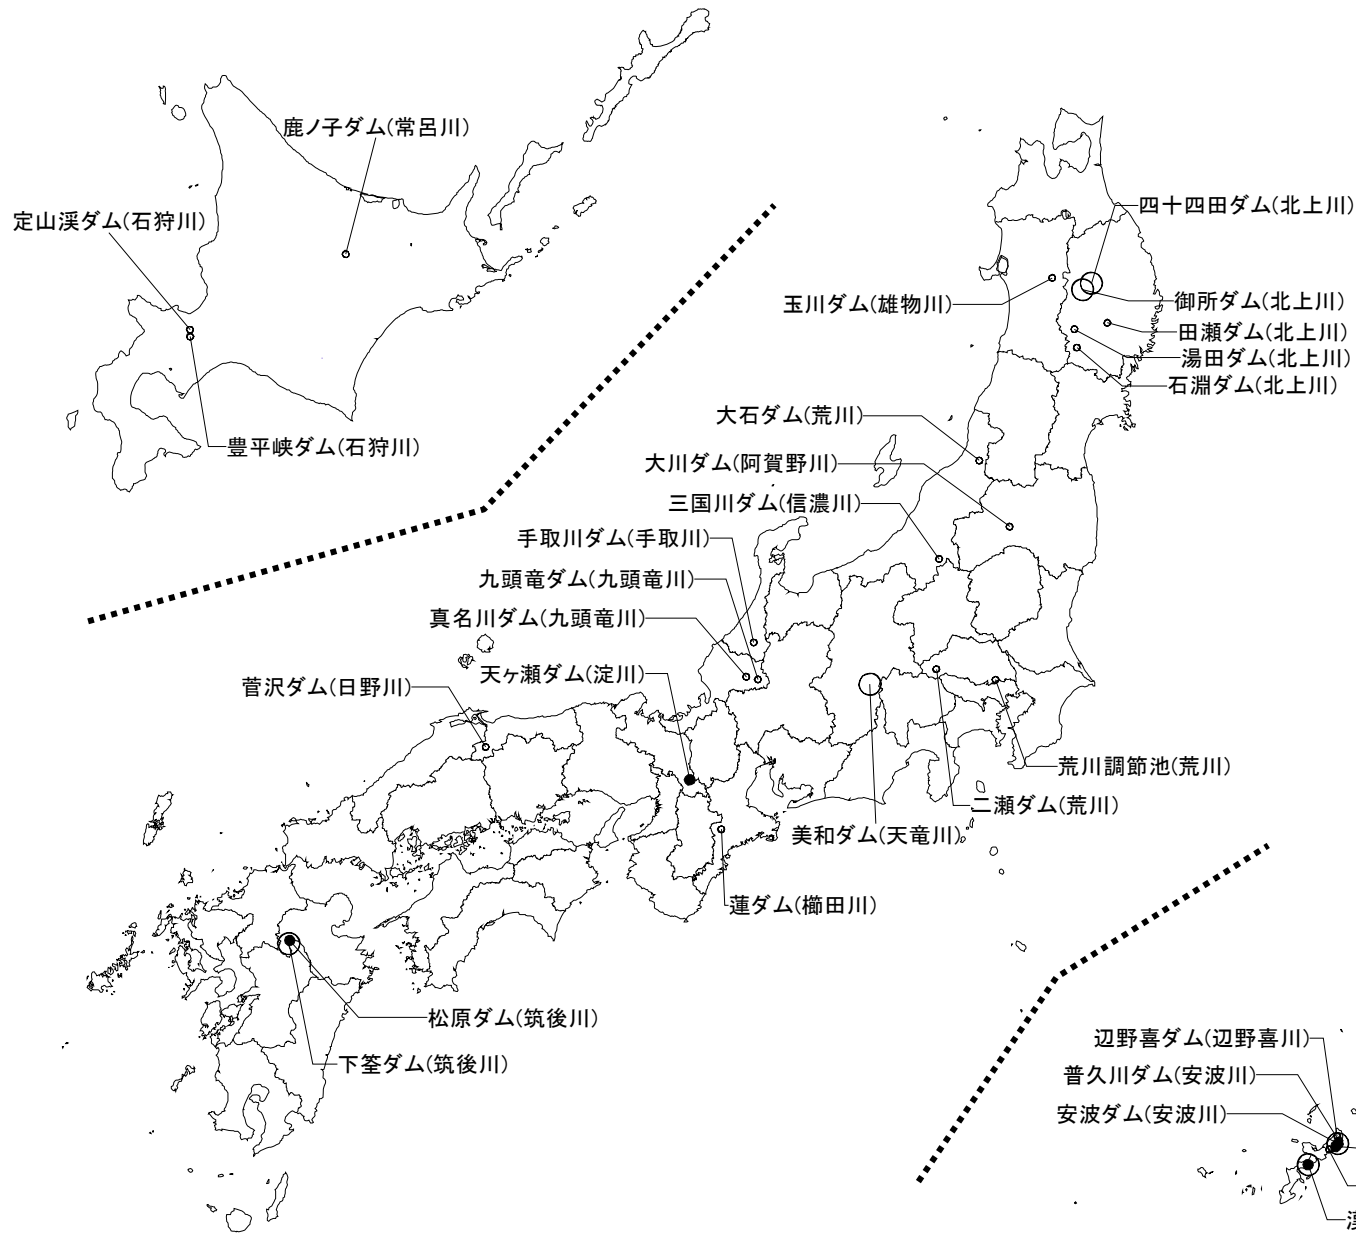 鹿ノ子ダム(常呂川)
定山渓ダム(石狩川)
豊平峡ダム(石狩川)
四十四田ダム(北上川)
玉川ダム(雄物川)
御所ダム(北上川)
田瀬ダム(北上川)
湯田ダム(北上川)
石淵ダム(北上川)
大石ダム(荒川)
大川ダム(阿賀野川)
三国川ダム(信濃川)
手取川ダム(手取川)
九頭竜ダム(九頭竜川)
真名川ダム(九頭竜川)
天ヶ瀬ダム(淀川)
菅沢ダム(日野川)
荒川調節池(荒川)
二瀬ダム(荒川)
美和ダム(天竜川)
蓮ダム(櫛田川)
松原ダム(筑後川)
下筌ダム(筑後川)
辺野喜ダム(辺野喜川)
普久川ダム(安波川)
安波ダム(安波川)